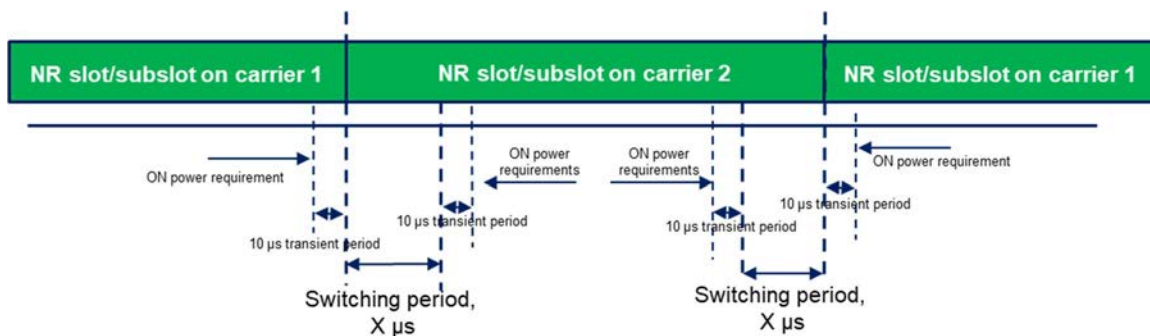 NR slot/subslot on carrier 1
NR slot/subslot on carrier 2
NR slot/subslot on carrier 1
ON power requirement
ON power
requirements
ON power
requirements
ON power requirement
10 µs transient period
10 µs transient period
10 µs transient period
10 µs transient period
Switching period,
X µs
Switching period,
X µs